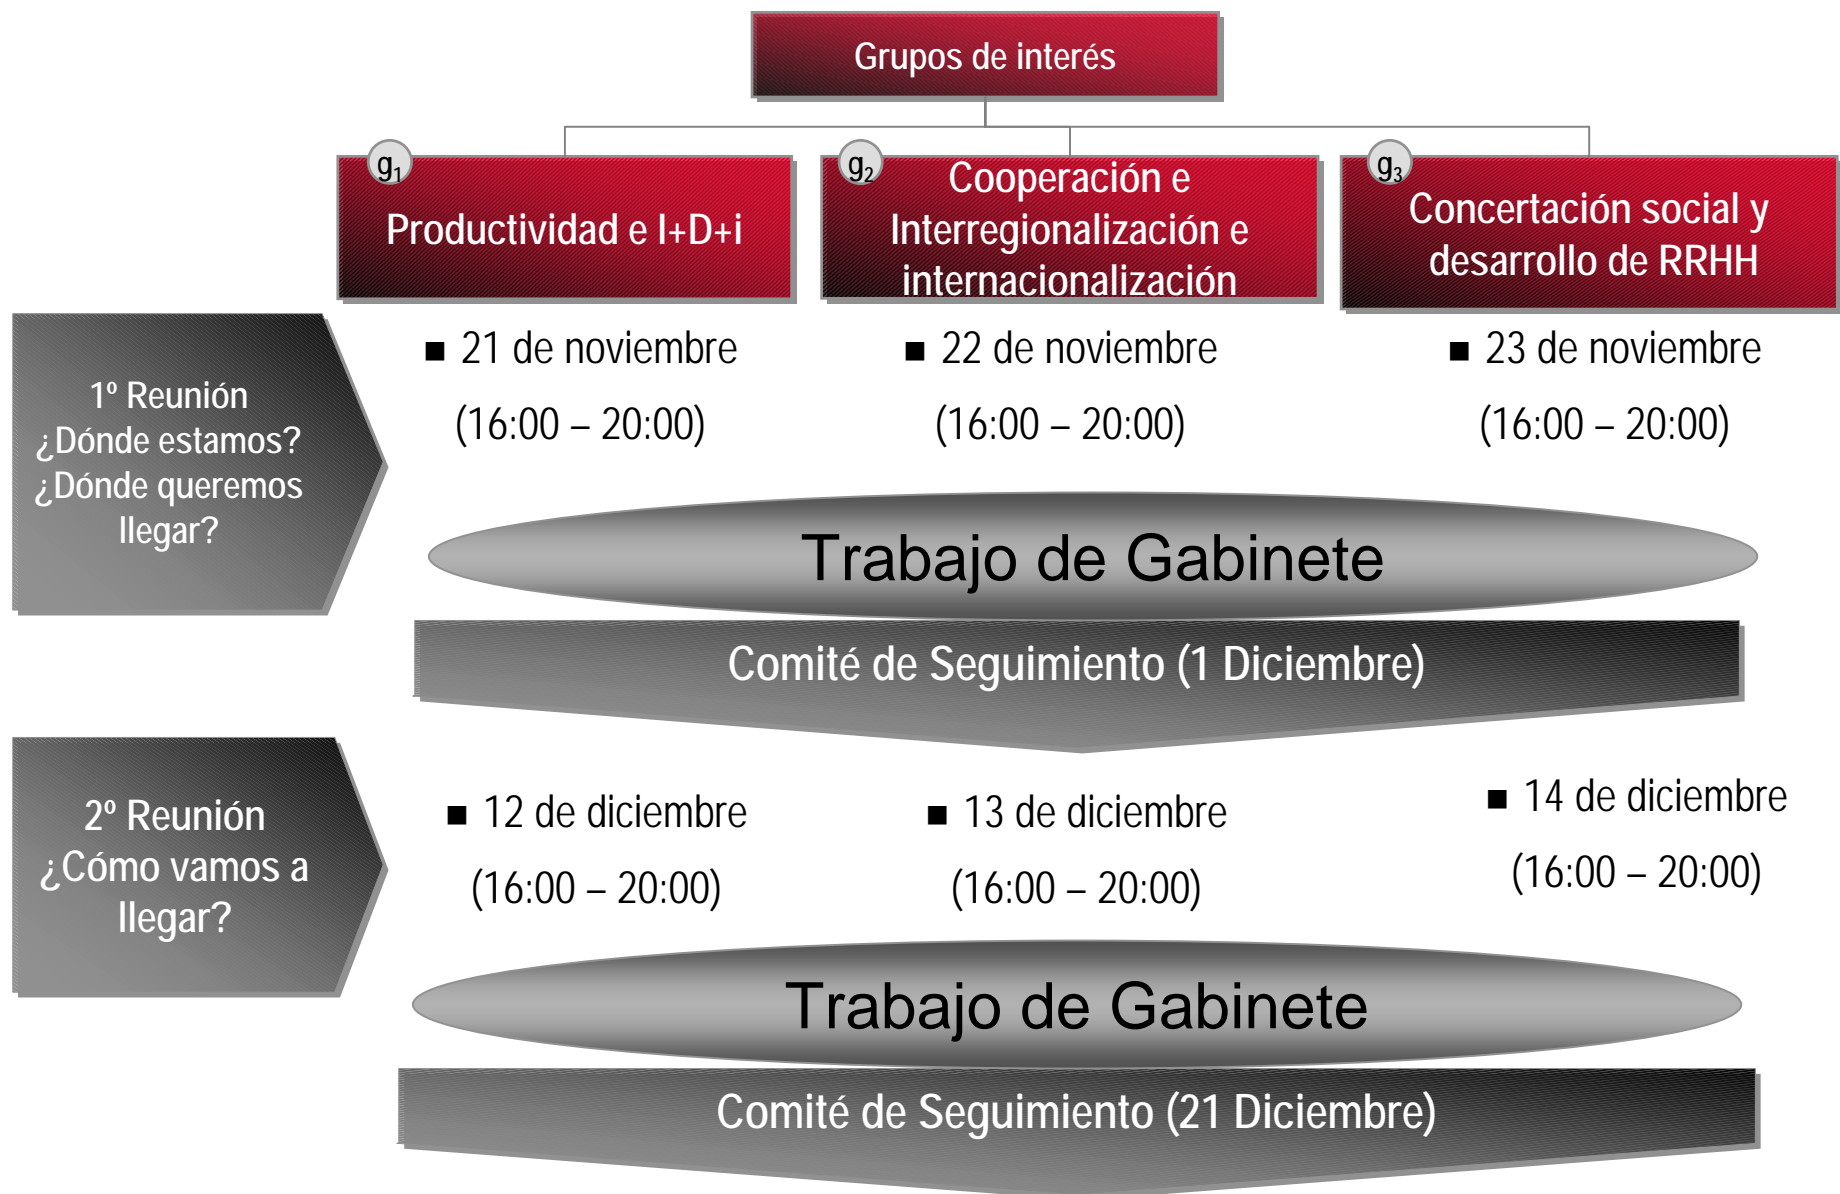 Grupos de interés
g1
Productividad e I+D+i
g2
Cooperación e
Interregionalización e
internacionalización
g3
Concertación social y
desarrollo de RRHH
1º Reunión
¿Dónde estamos?
¿Dónde queremos
llegar?
■ 21 de noviembre
(16:00 – 20:00)
■ 22 de noviembre
(16:00 – 20:00)
■ 23 de noviembre
(16:00 – 20:00)
Trabajo de Gabinete
Comité de Seguimiento (1 Diciembre)
2º Reunión
¿Cómo vamos a
llegar?
■ 12 de diciembre
(16:00 – 20:00)
■ 13 de diciembre
(16:00 – 20:00)
■ 14 de diciembre
(16:00 – 20:00)
Trabajo de Gabinete
Comité de Seguimiento (21 Diciembre)